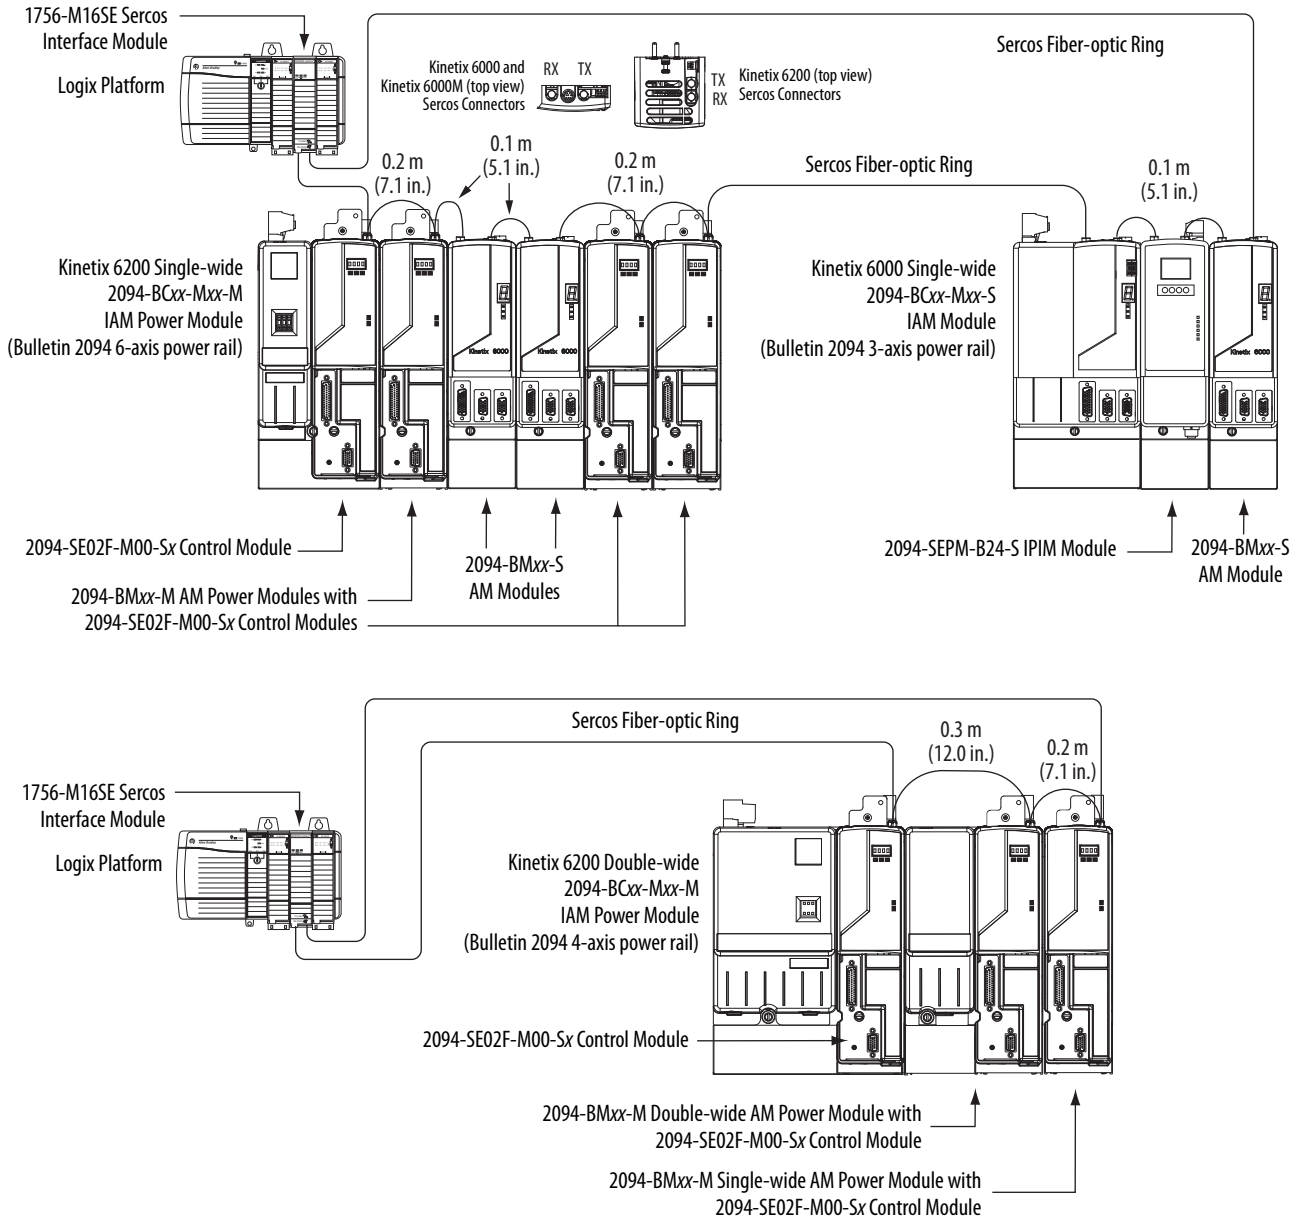 1756-M16SE Sercos
Interface Module
Logix Platform
Sercos Fiber-optic Ring
Kinetix 6000 and
Kinetix 6000M (top view)
Sercos Connectors
RX TX
TX
RX
Kinetix 6200 (top view)
Sercos Connectors
0.2 m
(7.1 in.)
0.1 m
(5.1 in.)
0.2 m
(7.1 in.)
Sercos Fiber-optic Ring
0.1 m
(5.1 in.)
Kinetix 6200 Single-wide
2094-BCxx-Mxx-M
IAM Power Module
(Bulletin 2094 6-axis power rail)
Kinetix 6000
Kinetix 6000
Kinetix 6000 Single-wide
2094-BCxx-Mxx-S
IAM Module
(Bulletin 2094 3-axis power rail)
Kinetix 6000
2094-SE02F-M00-Sx Control Module
2094-BMxx-M AM Power Modules with
2094-SE02F-M00-Sx Control Modules
2094-BMxx-S
AM Modules
2094-SEPM-B24-S IPIM Module
2094-BMxx-S
AM Module
Sercos Fiber-optic Ring
0.3 m
(12.0 in.)
0.2 m
(7.1 in.)
1756-M16SE Sercos
Interface Module
Logix Platform
Kinetix 6200 Double-wide
2094-BCxx-Mxx-M
IAM Power Module
(Bulletin 2094 4-axis power rail)
2094-SE02F-M00-Sx Control Module
2094-BMxx-M Double-wide AM Power Module with
2094-SE02F-M00-Sx Control Module
2094-BMxx-M Single-wide AM Power Module with
2094-SE02F-M00-Sx Control Module